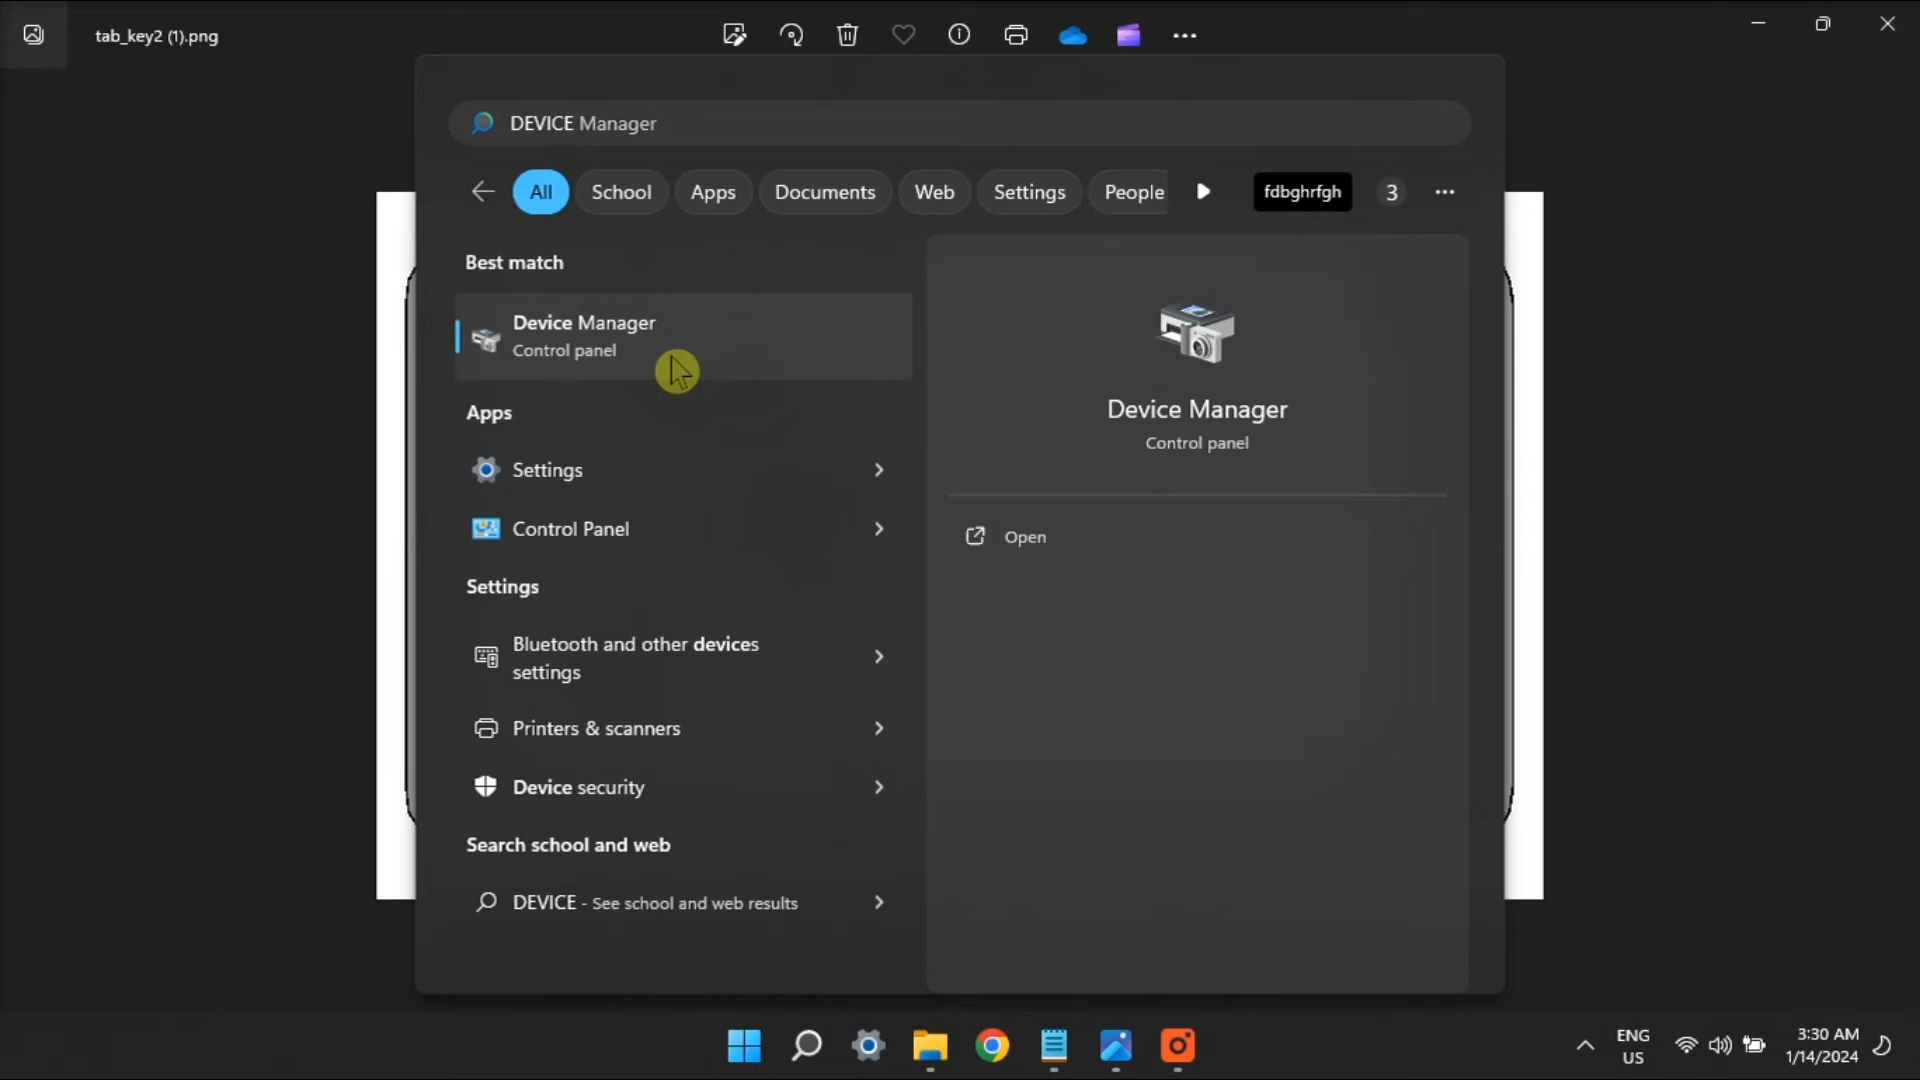 tab_key2 (1).png
DEVICE Manager
All School Apps Documents Web Settings People fdbghrfgh 3
Best match
Device Manager
Control panel
Apps
Settings
Control Panel
Settings
Bluetooth and other devices
settings
Printers & scanners
Device security
Search school and web
DEVICE - See school and web results
Device Manager
Control panel
Open
ENG
US
3:30 AM
1/14/2024